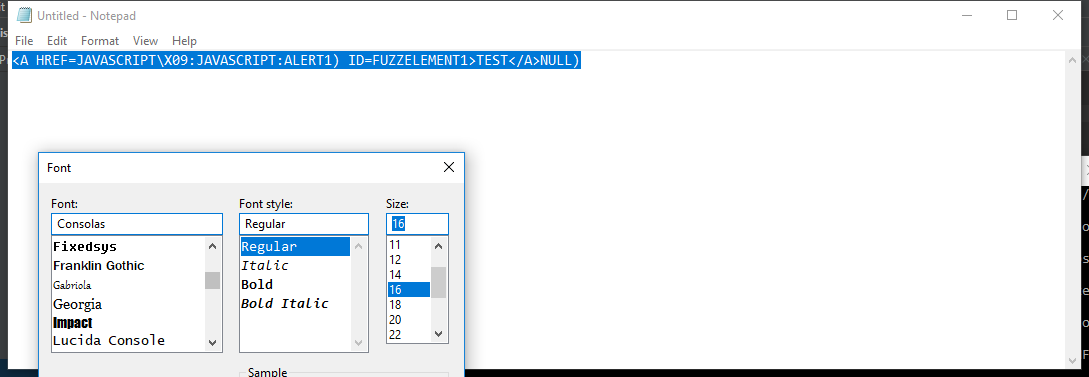 Untitled - Notepad
File Edit Format View Help
<A HREF=JAVASCRIPT\X09:JAVASCRIPT:ALERT1) ID=FUZZELEMENT1>TEST</A>NULL)
Font
Font: Font style: Size:
Consolas Regular 16
Fixedsys Regular 11
Franklin Gothic Italic 12
Gabriola Bold 14
Georgia Bold Italic 16
Impact 18
Lucida Console 20
22
Sample